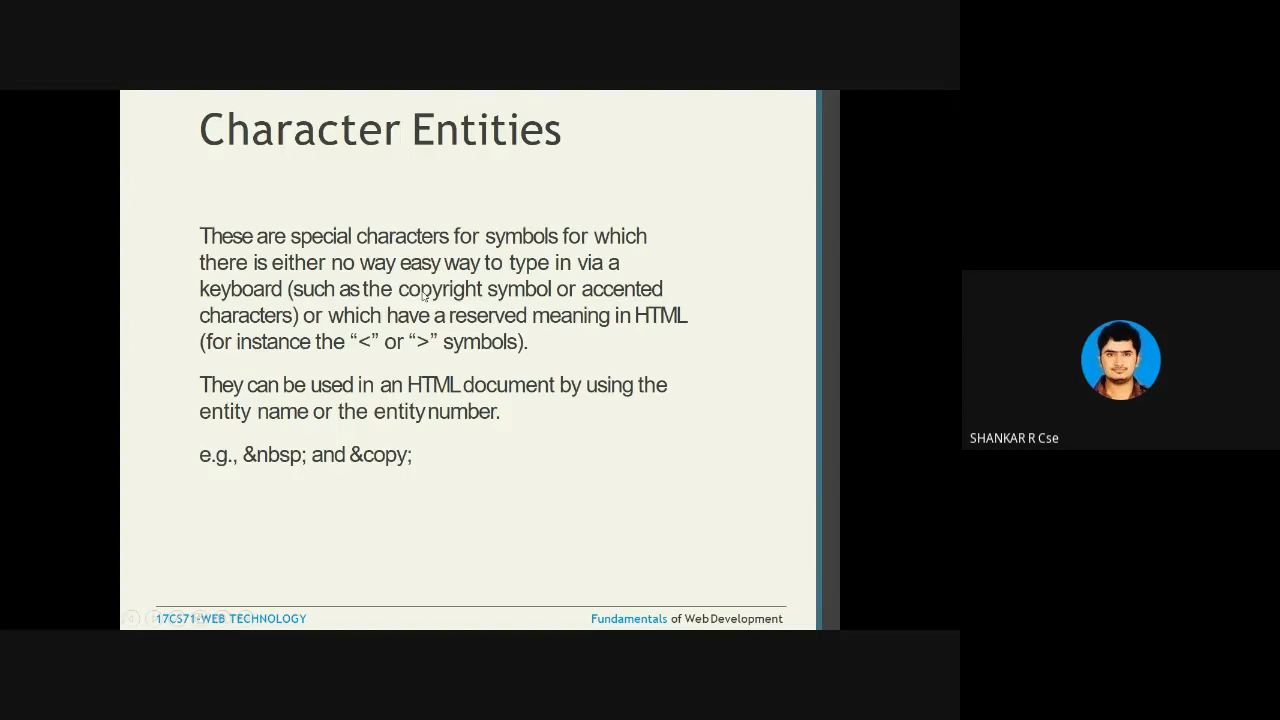 Character Entities
These are special characters for symbols for which
there is either no way easy way to type in via a
keyboard (such as the copyright symbol or accented
characters) or which have a reserved meaning in HTML
(for instance the “<” or “>” symbols).
They can be used in an HTML document by using the
entity name or the entity number.
e.g., &nbsp; and &copy;
17CS71-WEB TECHNOLOGY
Fundamentals of Web Development
SHANKAR R Cse